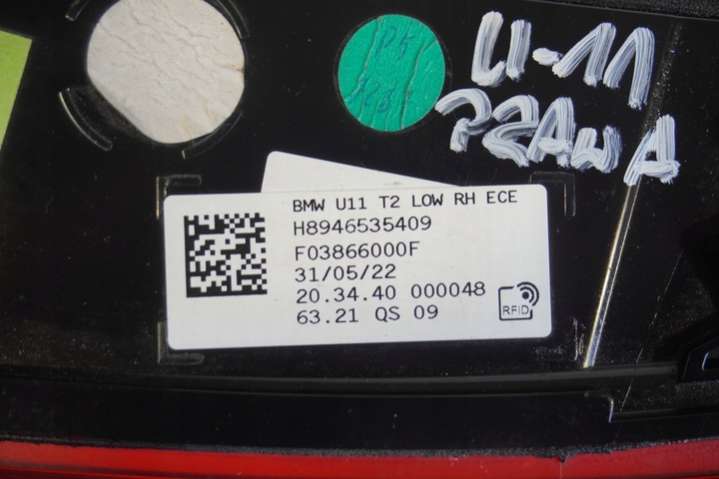 U-11
PRAWA
BMW U11 T2 LOW RH ECE
H8946535409
F03866000F
31/05/22
20.34.40 000048
63.21 QS 09
RFID